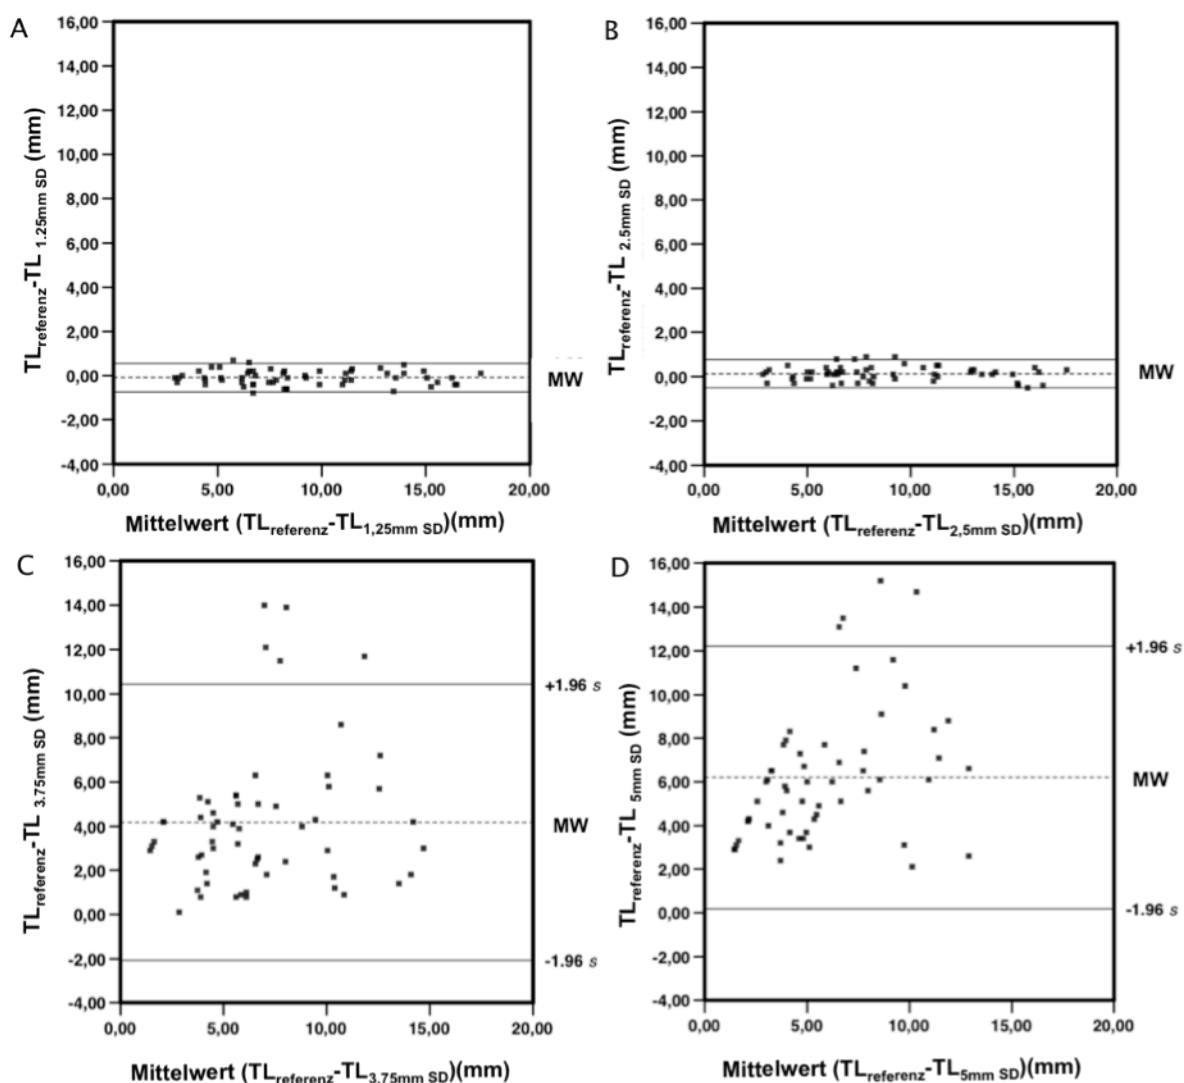 A
16,00
14,00
12,00
10,00
8,00
6,00
4,00
2,00
0,00
-2,00
-4,00
TLreferenz-TL 1.25mm SD (mm)
MW
0,00 5,00 10,00 15,00 20,00
Mittelwert (TLreferenz-TL1,25mm SD)(mm)
B
16,00
14,00
12,00
10,00
8,00
6,00
4,00
2,00
0,00
-2,00
-4,00
TLreferenz-TL 2.5mm SD (mm)
MW
0,00 5,00 10,00 15,00 20,00
Mittelwert (TLreferenz-TL2,5mm SD)(mm)
C
16,00
14,00
12,00
10,00
8,00
6,00
4,00
2,00
0,00
-2,00
-4,00
TLreferenz-TL 3.75mm SD (mm)
+1.96 s
MW
-1.96 s
0,00 5,00 10,00 15,00 20,00
Mittelwert (TLreferenz-TL3,75mm SD)(mm)
D
16,00
14,00
12,00
10,00
8,00
6,00
4,00
2,00
0,00
-2,00
-4,00
TLreferenz-TL 5mm SD (mm)
+1.96 s
MW
-1.96 s
0,00 5,00 10,00 15,00 20,00
Mittelwert (TLreferenz-TL5mm SD)(mm)